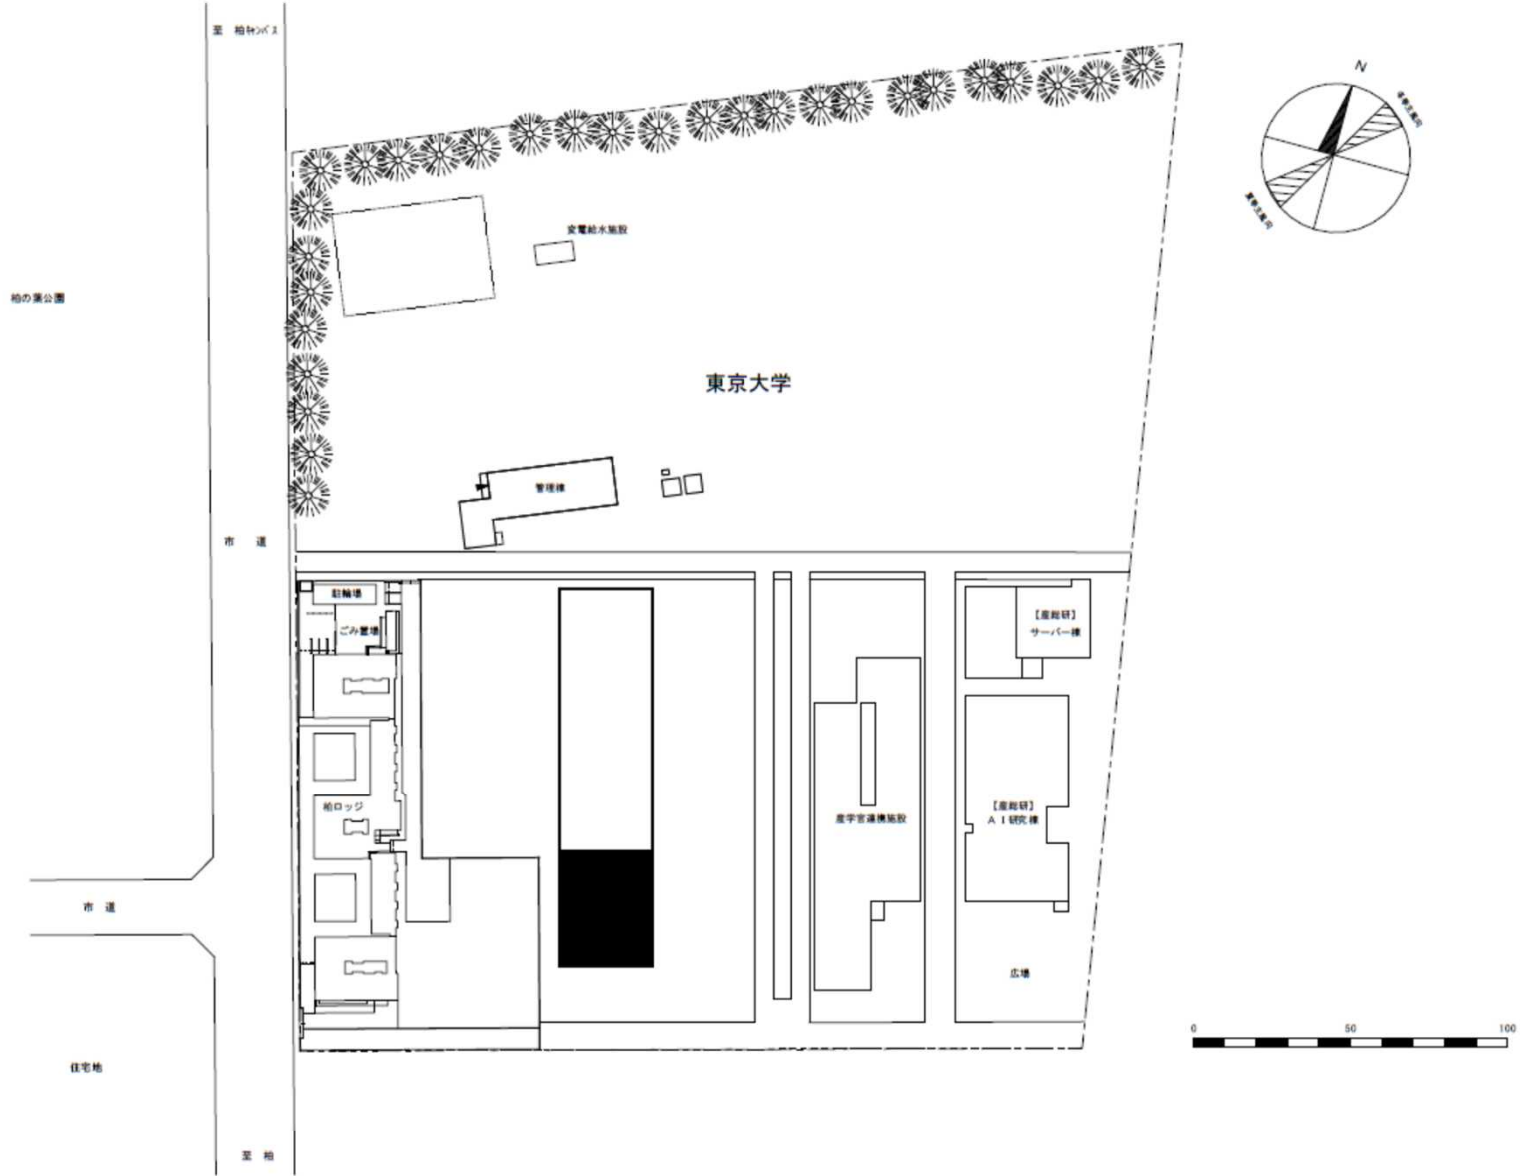 至 柏ｷｬﾝﾊﾟｽ
N
変電給水施設
柏の葉公園
東京大学
管理棟
市 道
駐輪場
ごみ置場
【産総研】
サーバー棟
柏ロッジ
産学官連携施設
【産総研】
ＡＩ研究棟
市 道
広場
0 50 100
住宅地
至 柏